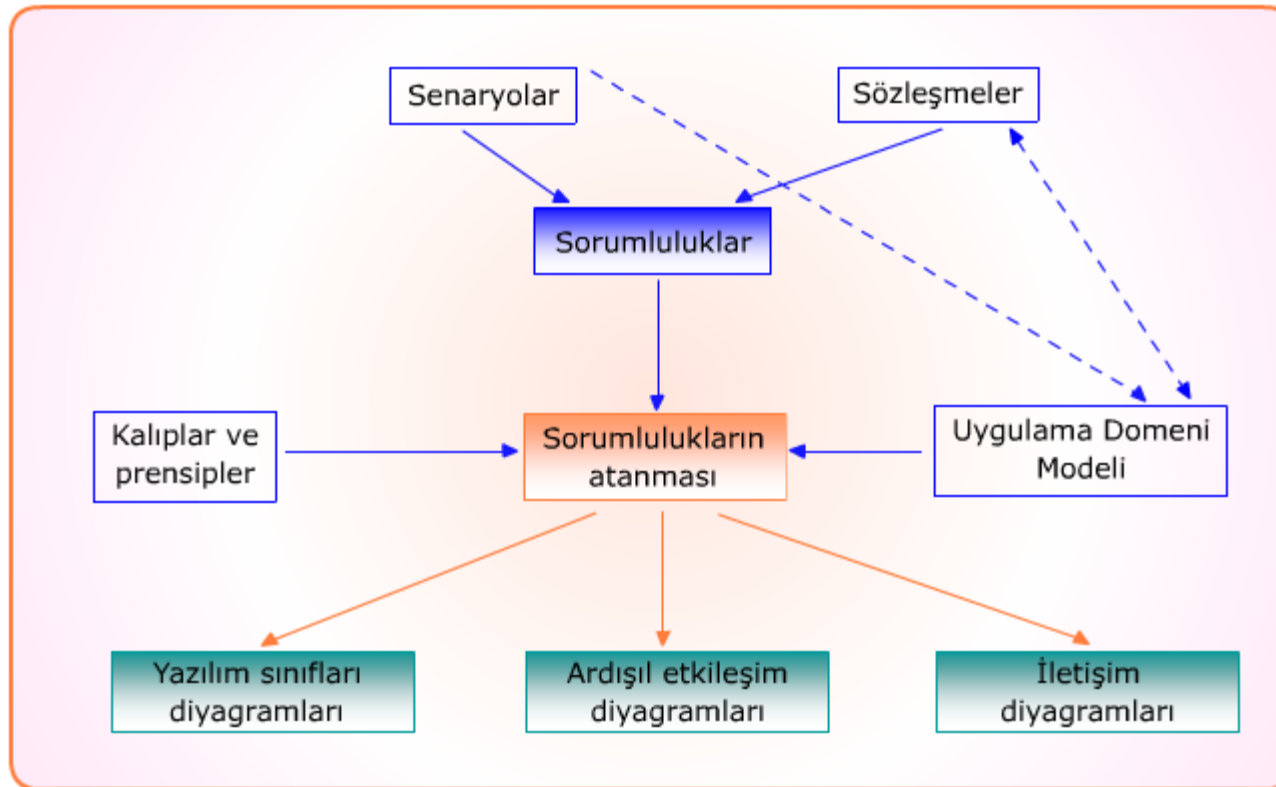 Senaryolar
Sözleşmeler
Sorumluluklar
Kalıplar ve
prensipler
Sorumlulukların
atanması
Uygulama Domeni
Modeli
Yazılım sınıfları
diyagramları
Ardışıl etkileşim
diyagramları
İletişim
diyagramları